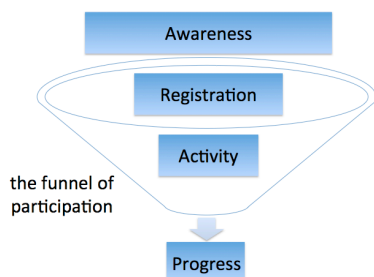 Awareness
Registration
Activity
the funnel of
participation
Progress